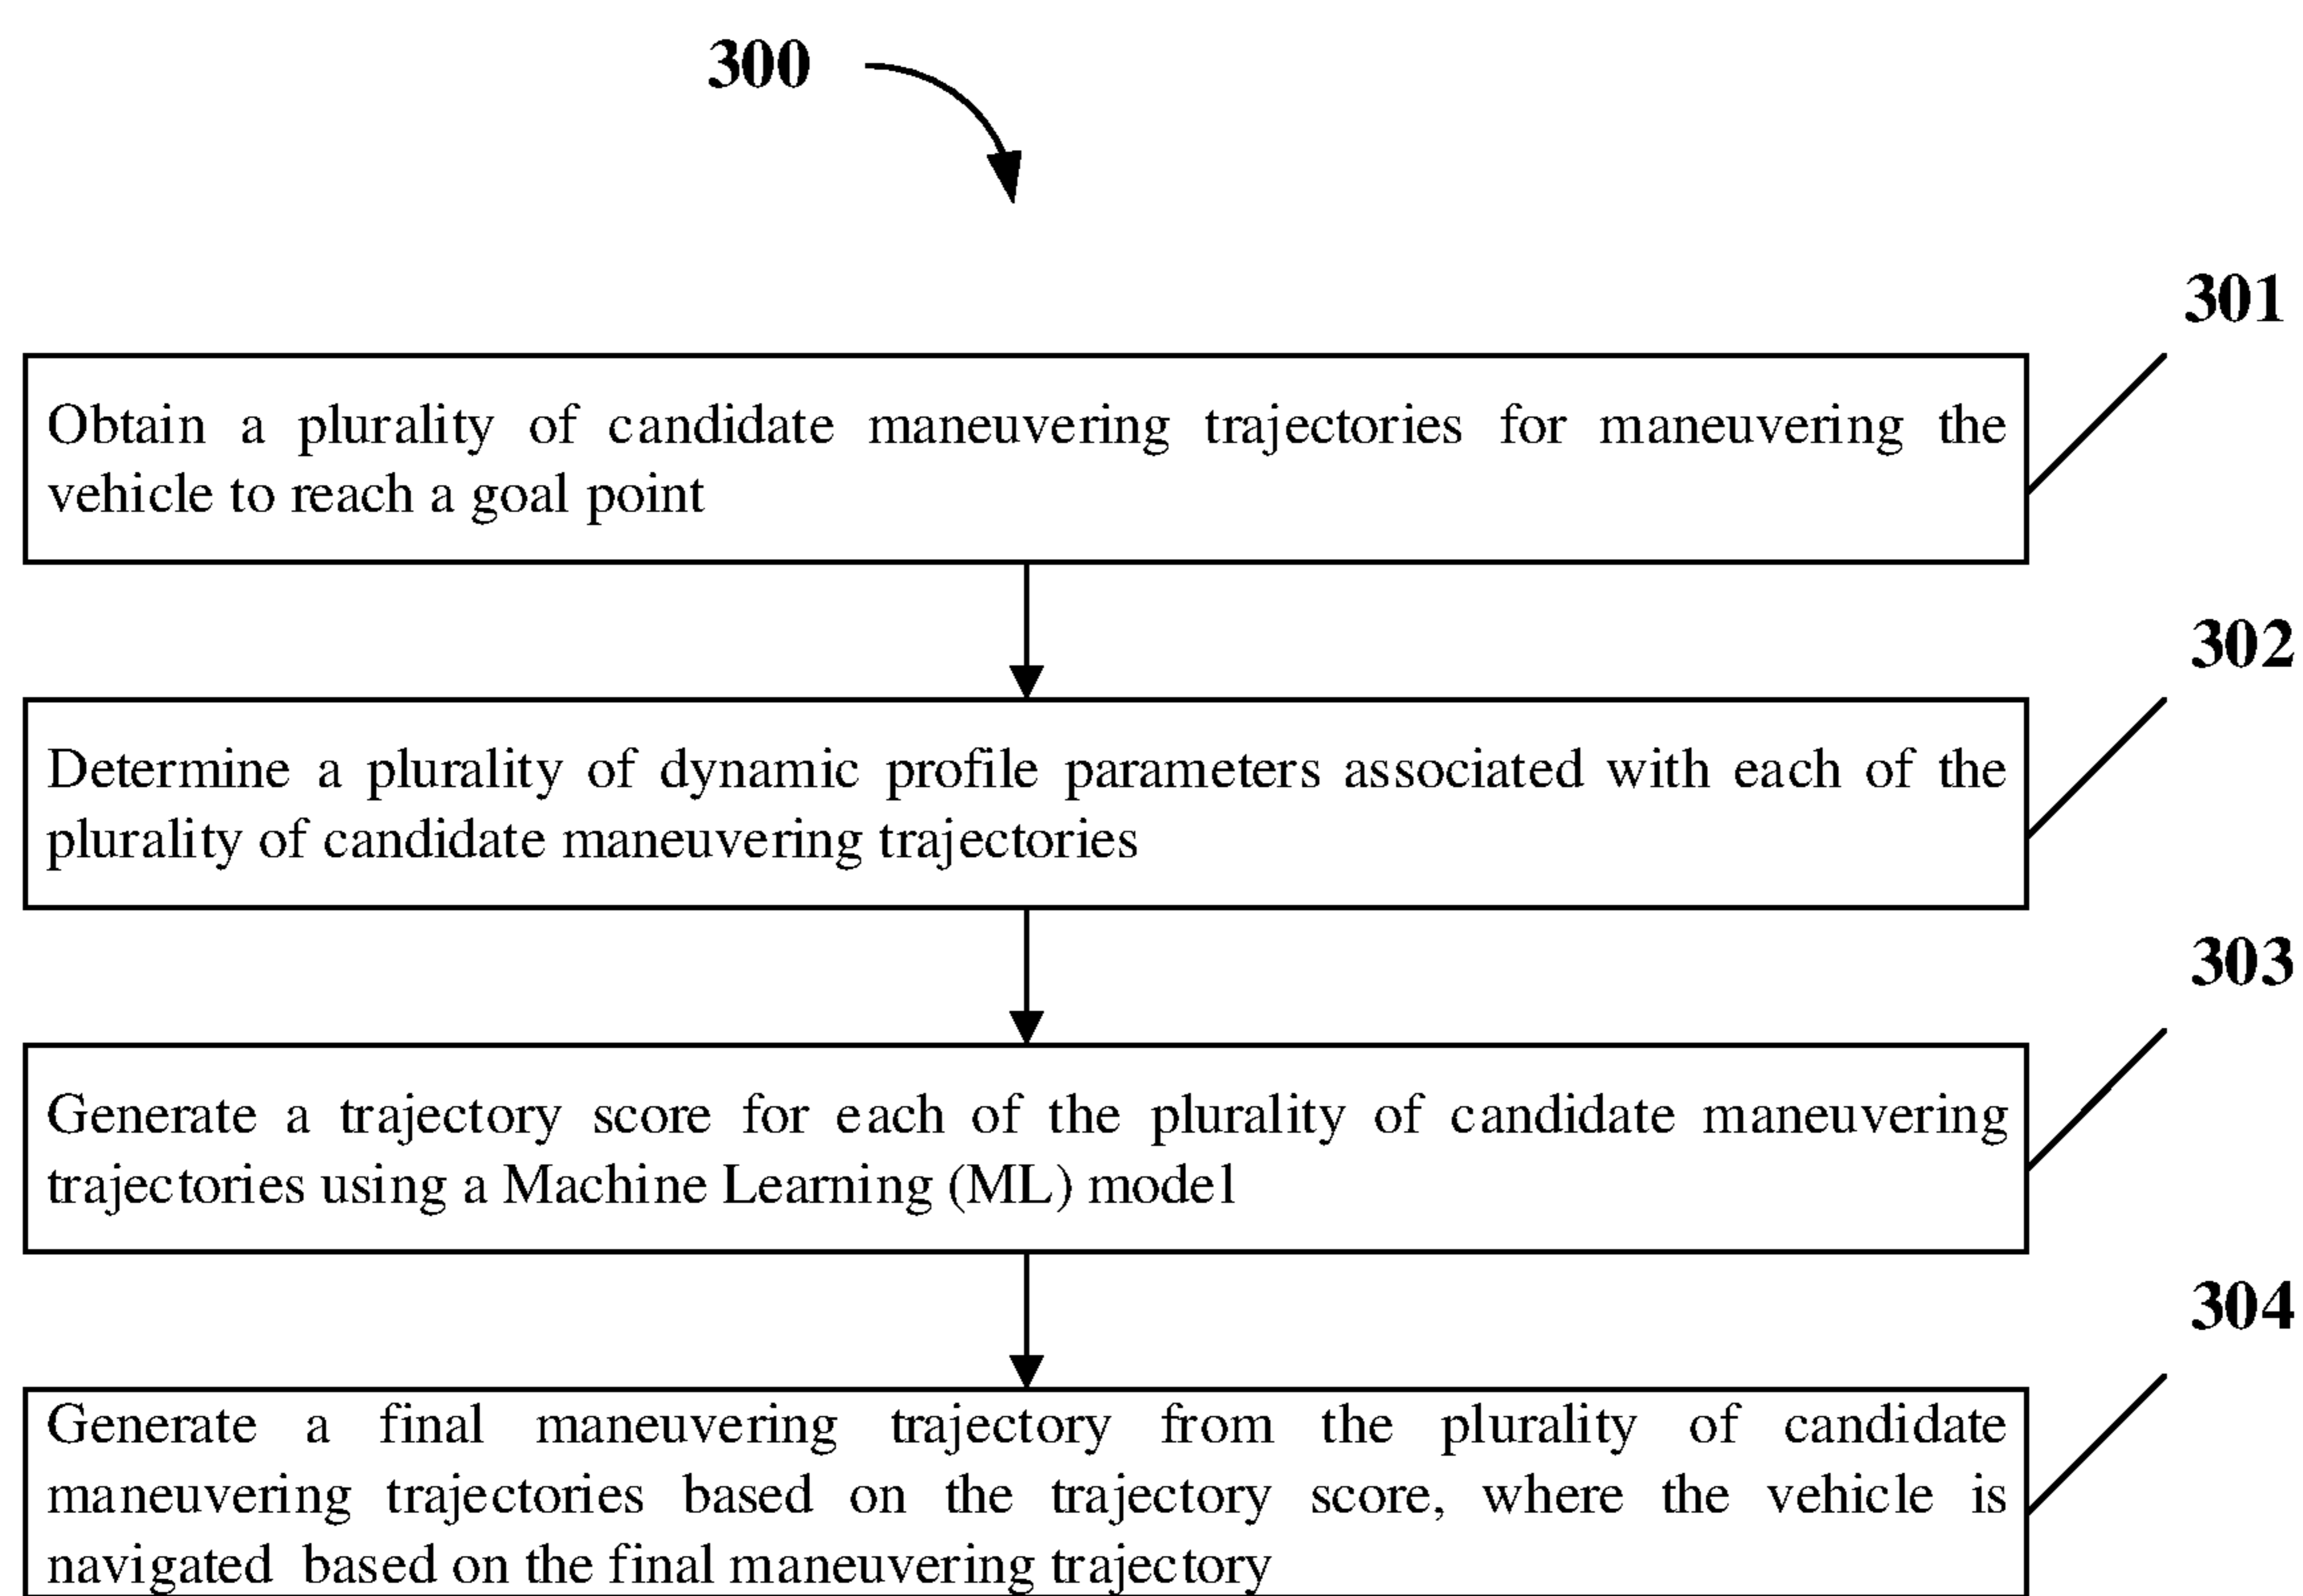 300
301
Obtain a plurality of candidate maneuvering trajectories for maneuvering the
vehicle to reach a goal point
302
Determine a plurality of dynamic profile parameters associated with each of the
plurality of candidate maneuvering trajectories
303
Generate a trajectory score for each of the plurality of candidate maneuvering
trajectories using a Machine Learning (ML) model
304
Generate a final maneuvering trajectory from the plurality of candidate
maneuvering trajectories based on the trajectory score, where the vehicle is
navigated based on the final maneuvering trajectory